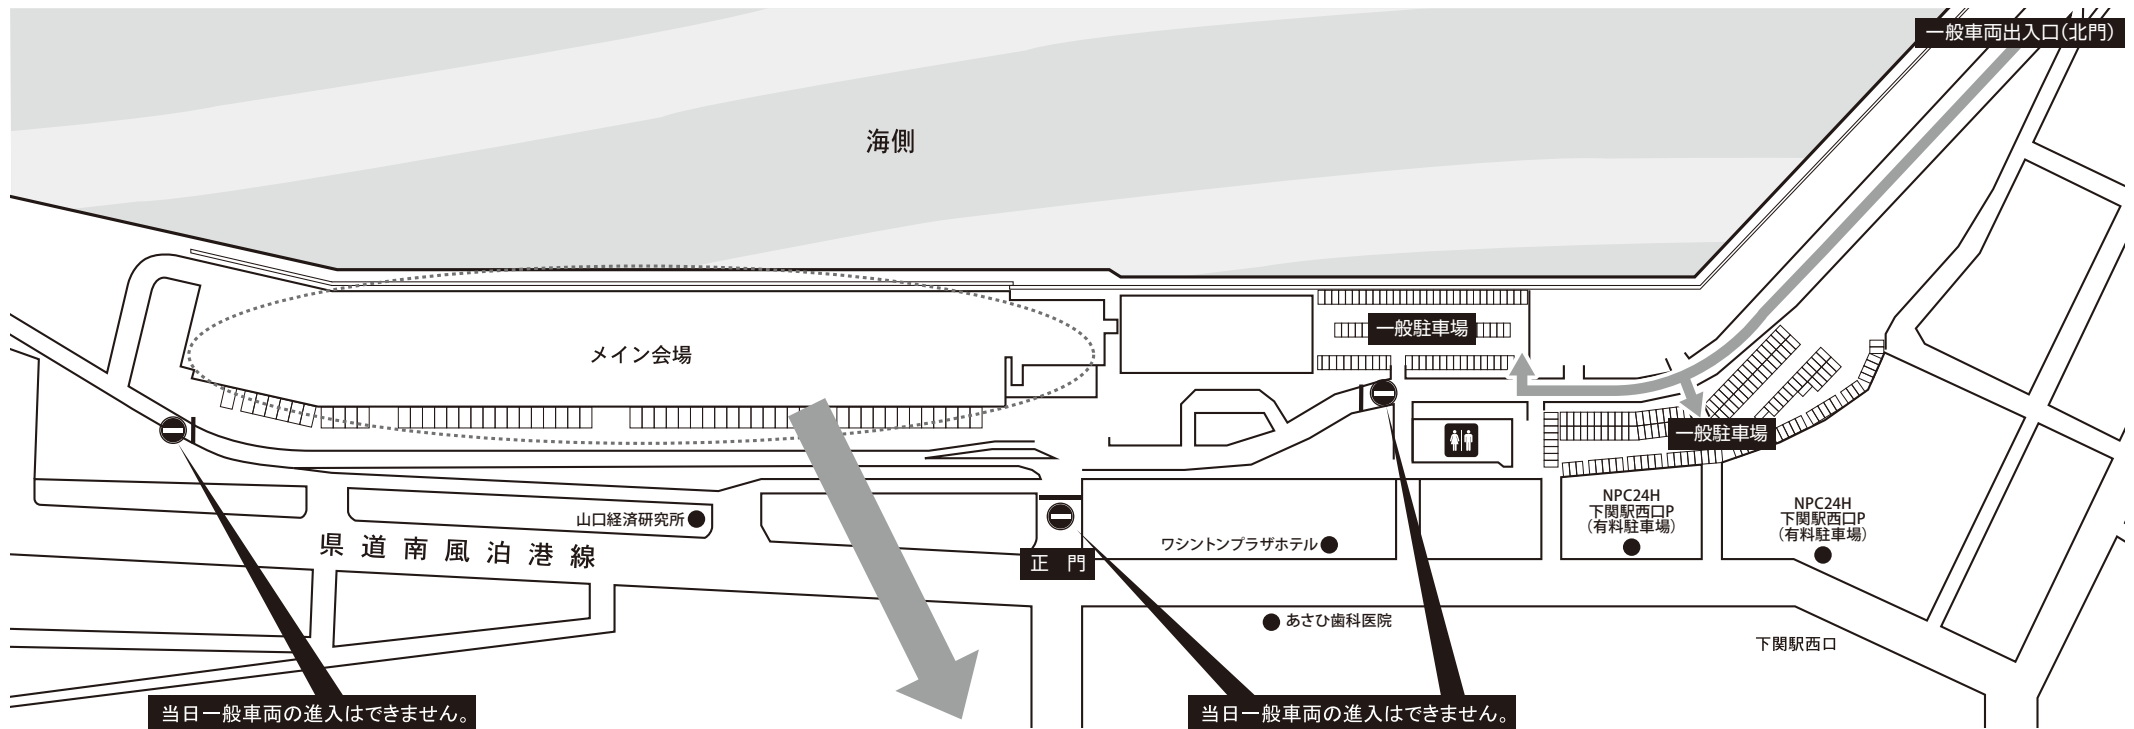 一般車両出入口(北門)
海側
一般駐車場
メイン会場
一般駐車場
NPC24H
下関駅西口P
(有料駐車場)
NPC24H
下関駅西口P
(有料駐車場)
山口経済研究所
県道南風泊港線
ワシントンプラザホテル
正 門
あさひ歯科医院
下関駅西口
当日一般車両の進入はできません。
当日一般車両の進入はできません。